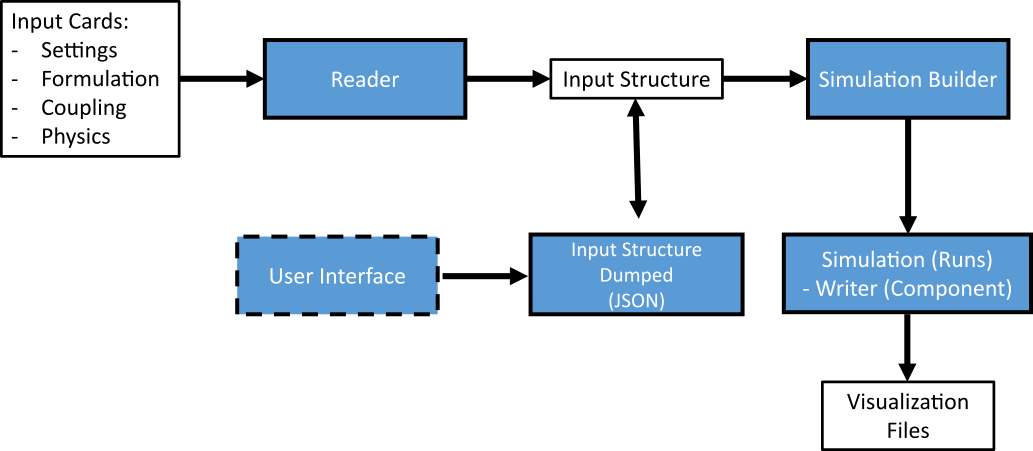 Input Cards:
- Settings
- Formulation
- Coupling
- Physics
Reader
Input Structure
Simulation Builder
User Interface
Input Structure
Dumped
(JSON)
Simulation (Runs)
- Writer (Component)
Visualization
Files